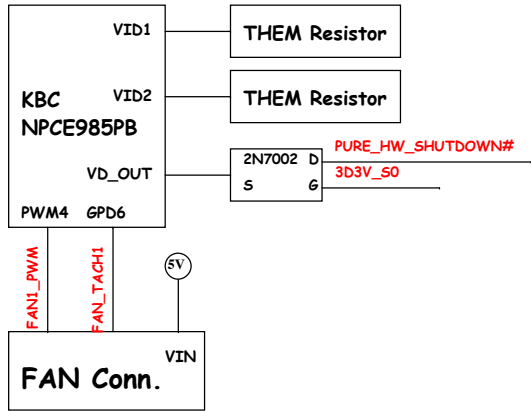 VID1
THEM Resistor
KBC
NPCE985PB
VID2
THEM Resistor
VD_OUT
2N7002 D
S G
PURE_HW_SHUTDOWN#
3D3V_S0
PWM4 GPD6
FAN1_PWM
FAN_TACH1
5V
VIN
FAN Conn.